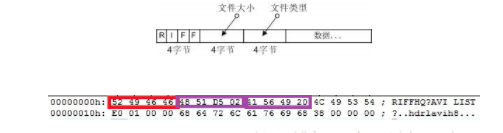 文件大小 文件类型
R I F F 数据...
4字节 4字节 4字节
00000000h: 52 49 46 46 48 51 D5 02 41 56 49 20 4C 49 53 54 ; RIFFHQ?AVI LIST
00000010h: E0 01 00 00 68 64 72 6C 61 76 69 68 38 00 00 00 ; ?..hdrlavih8...